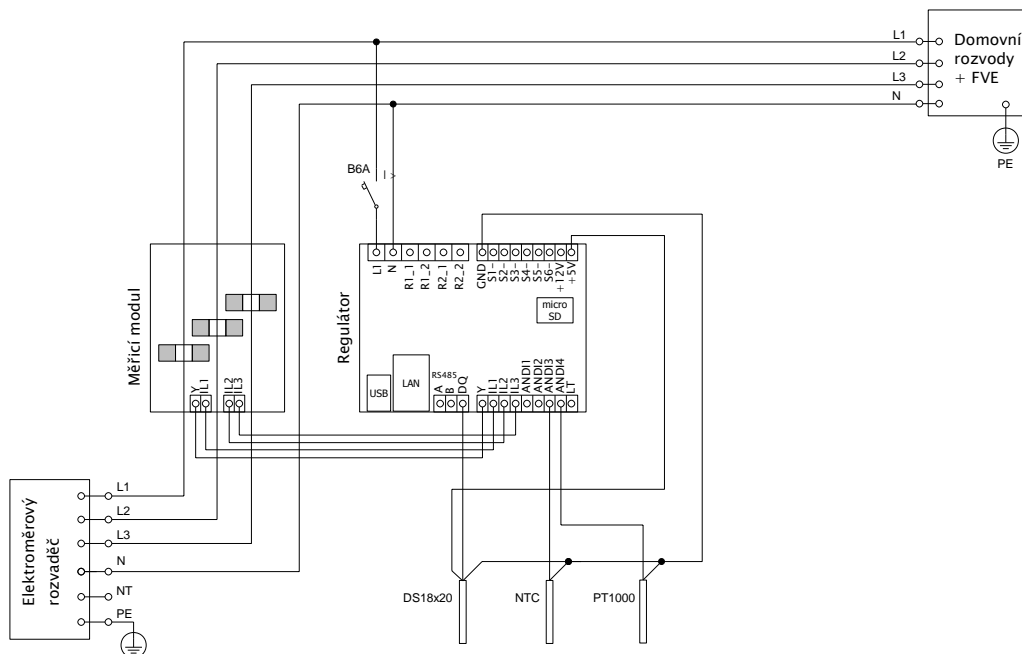 L1
L2
L3
N
Domovní
rozvody
+ FVE
PE
B6A
I >
Měřicí modul
Y
IL1
IL2
IL3
Regulátor
L1
N
R1_1
R1_2
R2_1
R2_2
GND
S1-
S2-
S3-
S4-
S5-
S6-
+12V
+5V
micro
SD
USB
LAN
RS485
A
B
DQ
Y
IL1
IL2
IL3
ANDI1
ANDI2
ANDI3
ANDI4
LT
Elektroměrový
rozvaděč
L1
L2
L3
N
NT
PE
DS18x20
NTC
PT1000